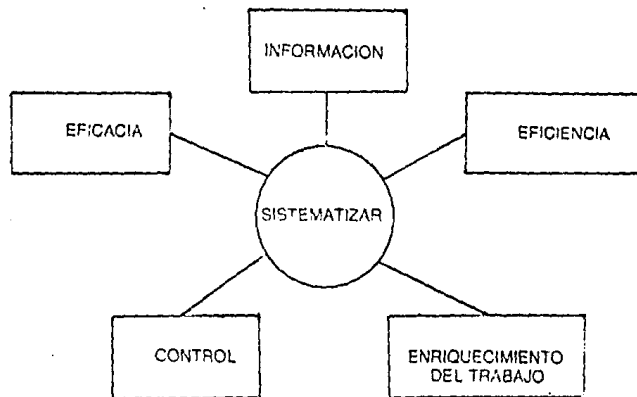 INFORMACION
EFICACIA
EFICIENCIA
SISTEMATIZAR
CONTROL
ENRIQUECIMIENTO
DEL TRABAJO